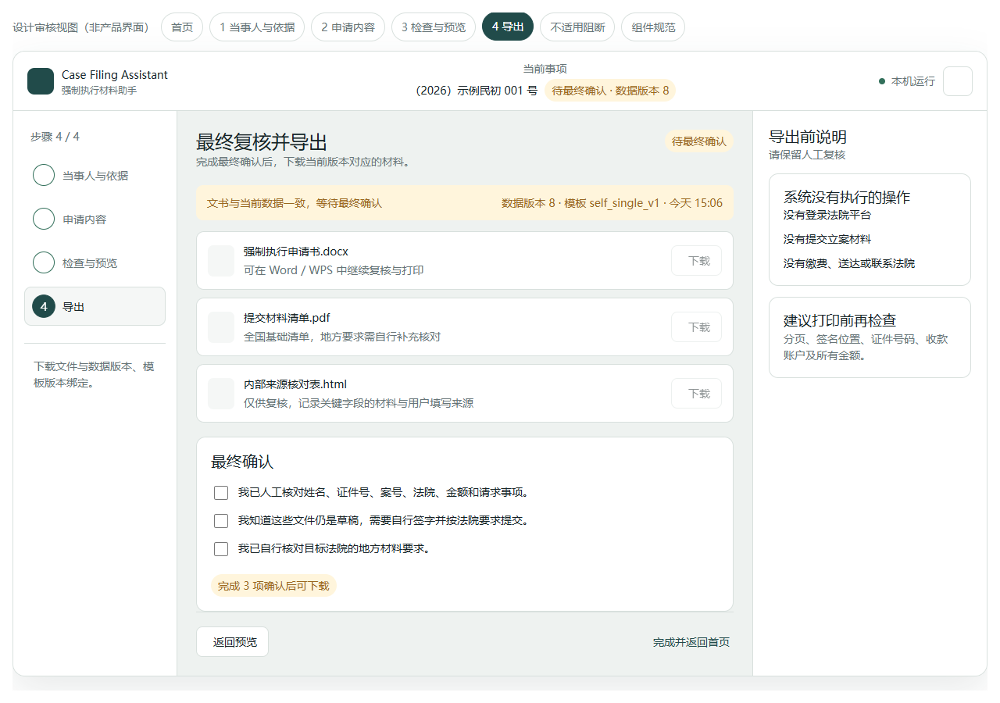 设计审核视图（非产品界面）
首页
1 当事人与依据
2 申请内容
3 检查与预览
4 导出
不适用阻断
组件规范
Case Filing Assistant
强制执行材料助手
当前事项
（2026）示例民初 001 号
待最终确认 · 数据版本 8
本机运行
步骤 4 / 4
当事人与依据
申请内容
检查与预览
4 导出
下载文件与数据版本、模
板版本绑定。
最终复核并导出
完成最终确认后，下载当前版本对应的材料。
待最终确认
文书与当前数据一致，等待最终确认
数据版本 8 · 模板 self_single_v1 · 今天 15:06
强制执行申请书.docx
可在 Word / WPS 中继续复核与打印
下载
提交材料清单.pdf
全国基础清单，地方要求需自行补充核对
下载
内部来源核对表.html
仅供复核，记录关键字段的材料与用户填写来源
下载
最终确认
我已人工核对姓名、证件号、案号、法院、金额和请求事项。
我知道这些文件仍是草稿，需要自行签字并按法院要求提交。
我已自行核对目标法院的地方材料要求。
完成 3 项确认后可下载
返回预览
完成并返回首页
导出前说明
请保留人工复核
系统没有执行的操作
没有登录法院平台
没有提交立案材料
没有缴费、送达或联系法院
建议打印前再检查
分页、签名位置、证件号码、收款
账户及所有金额。